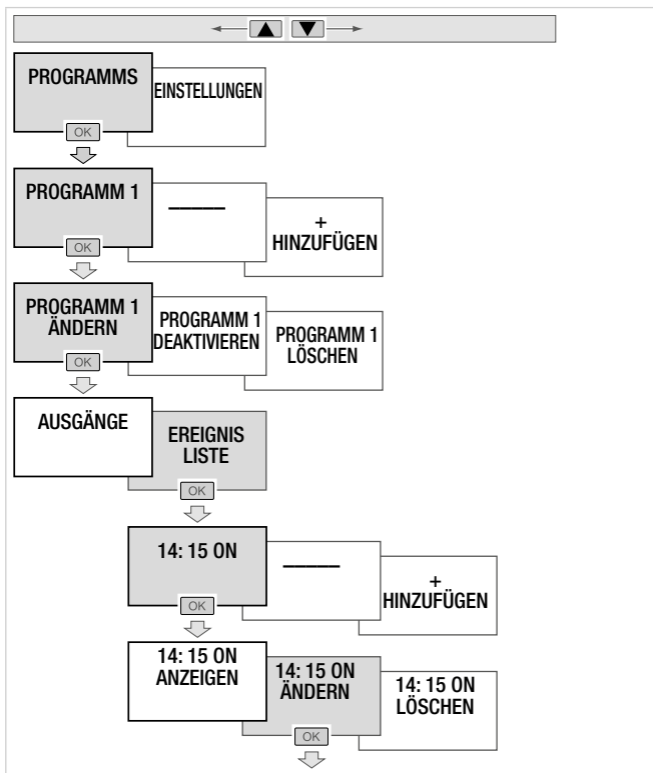 PROGRAMMS
EINSTELLUNGEN
OK
PROGRAMM 1
-----
+
HINZUFÜGEN
OK
PROGRAMM 1
ÄNDERN
PROGRAMM 1
DEAKTIVIEREN
PROGRAMM 1
LÖSCHEN
OK
AUSGÄNGE
EREIGNIS
LISTE
OK
14: 15 ON
-----
+
HINZUFÜGEN
OK
14: 15 ON
ANZEIGEN
14: 15 ON
ÄNDERN
14: 15 ON
LÖSCHEN
OK